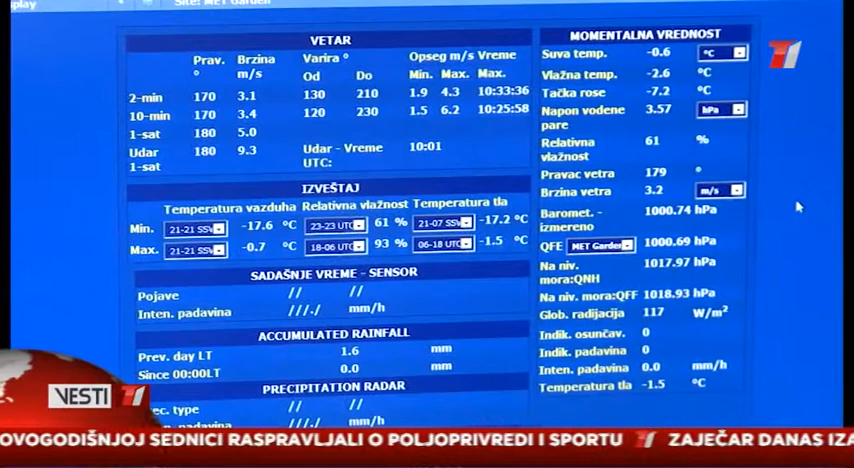 play
Site: MET Garden
VETAR
Prav. Brzina Varira ° Opseg m/s Vreme
° m/s Od Do Min. Max. Max.
2-min 170 3.1 130 210 1.9 4.3 10:33:36
10-min 170 3.4 120 230 1.5 6.2 10:25:58
1-sat 180 5.0
Udar 180 9.3 Udar - Vreme 10:01
1-sat UTC:
IZVEŠTAJ
Temperatura vazduha Relativna vlažnost Temperatura tla
Min. 21-21 SSV -17.6 °C 23-23 UTC 61 % 21-07 SSV -17.2 °C
Max. 21-21 SSV -0.7 °C 18-06 UTC 93 % 06-18 UTC -1.5 °C
SADAŠNJE VREME - SENSOR
Pojave // //
Inten. padavina ///./ mm/h
ACCUMULATED RAINFALL
Prev. day LT 1.6 mm
Since 00:00LT 0.0 mm
PRECIPITATION RADAR
ec. type // //
padavina ///./ mm/h
MOMENTALNA VREDNOST
Suva temp. -0.6 °C
Vlažna temp. -2.6 °C
Tačka rose -7.2 °C
Napon vodene 3.57 hPa
pare
Relativna 61 %
vlažnost
Pravac vetra 179 °
Brzina vetra 3.2 m/s
Baromet. - 1000.74 hPa
izmereno
QFE MET Garden 1000.69 hPa
Na niv. 1017.97 hPa
mora:QNH
Na niv. mora:QFF 1018.93 hPa
Glob. radijacija 117 W/m²
Indik. osunčav. 0
Indik. padavina 0
Inten. padavina 0.0 mm/h
Temperatura tla -1.5 °C
1
VESTI 1
OVOGODIŠNJOJ SEDNICI RASPRAVLJALI O POLJOPRIVREDI I SPORTU 1 ZAJEČAR DANAS IZA